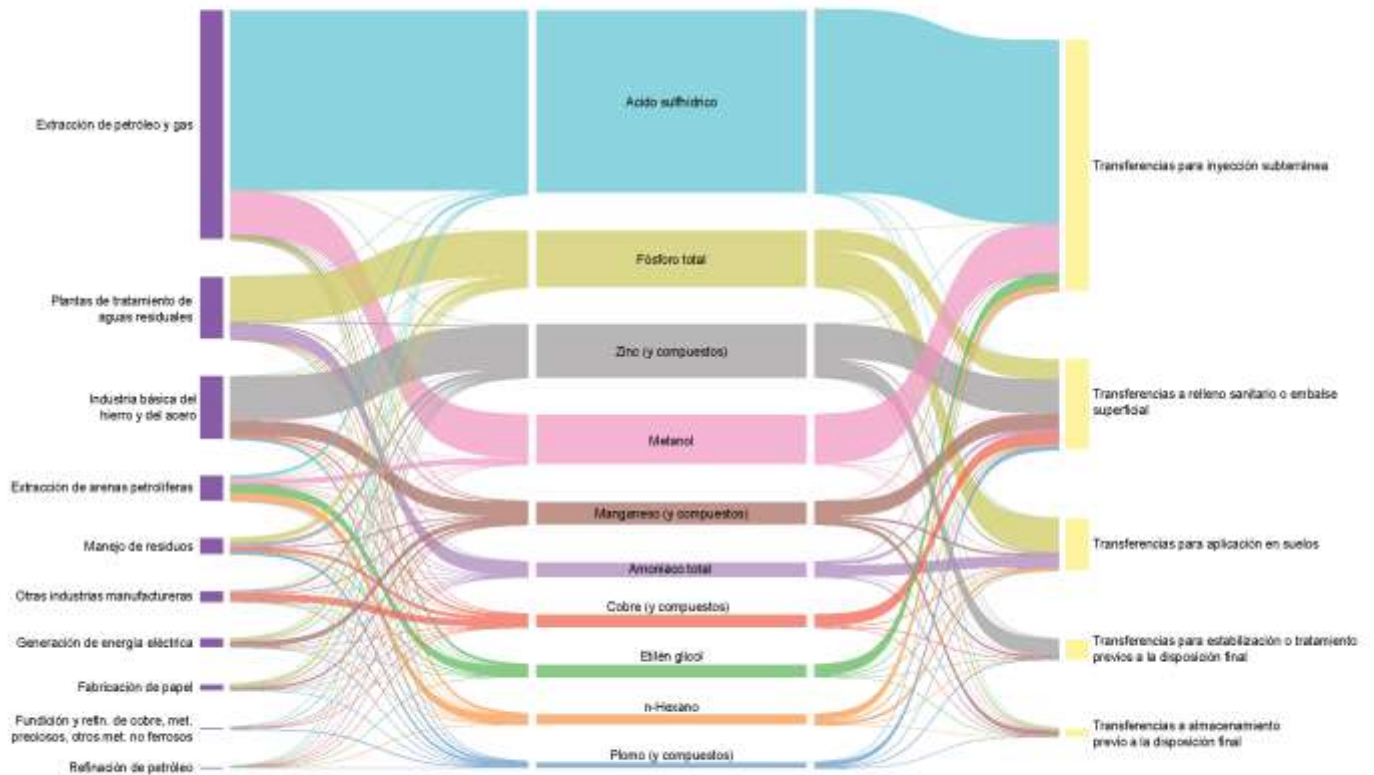 Extracción de petróleo y gas
Plantas de tratamiento de
aguas residuales
Industria básica del
hierro y del acero
Extracción de arenas petrolíferas
Manejo de residuos
Otras industrias manufactureras
Generación de energía eléctrica
Fabricación de papel
Fundición y refin. de cobre, met.
preciosos, otros met. no ferrosos
Refinación de petróleo
Acido sulfhídrico
Fósforo total
Zinc (y compuestos)
Metanol
Manganeso (y compuestos)
Amoniaco total
Cobre (y compuestos)
Etilén glicol
n-Hexano
Plomo (y compuestos)
Transferencias para inyección subterránea
Transferencias a relleno sanitario o embalse
superficial
Transferencias para aplicación en suelos
Transferencias para estabilización o tratamiento
previos a la disposición final
Transferencias a almacenamiento
previo a la disposición final